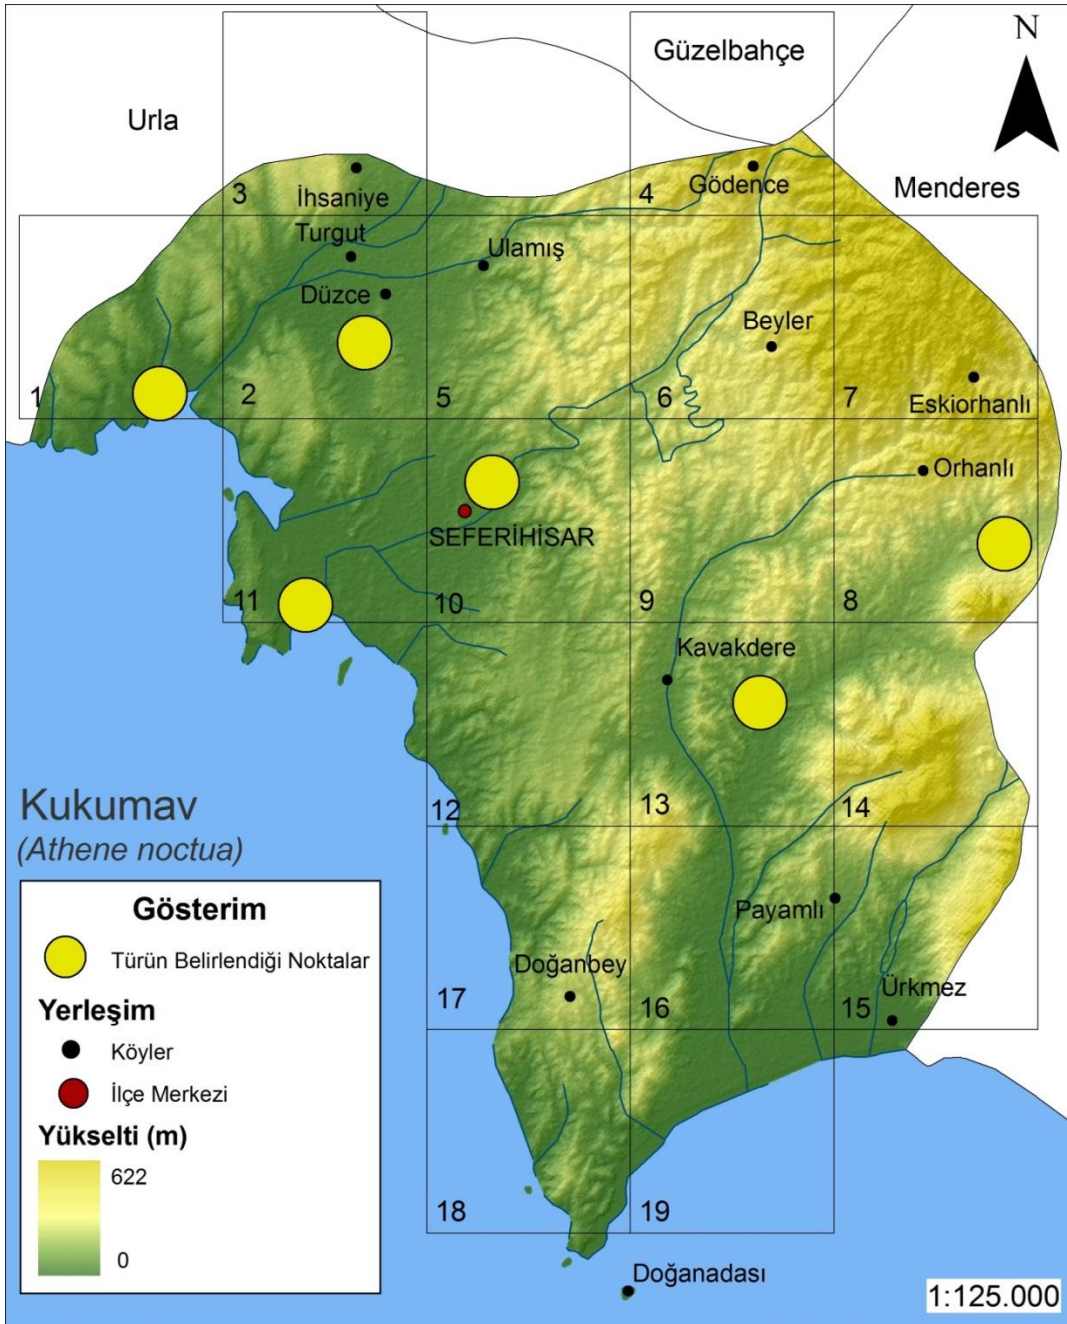 N
Güzelbahçe
Urla
Menderes
3
İhsaniye
4
Gödence
Turgut
Ulamış
Düzce
Beyler
1
2
5
6
7
Eskiorhanlı
Orhanlı
SEFERİHİSAR
11
10
9
8
Kavakdere
12
13
14
Kukumav
(Athene noctua)
Payamlı
Doğanbey
Ürkmez
17
16
15
18
19
Doğanadası
Gösterim
Türün Belirlendiği Noktalar
Yerleşim
Köyler
İlçe Merkezi
Yükselti (m)
622
0
1:125.000